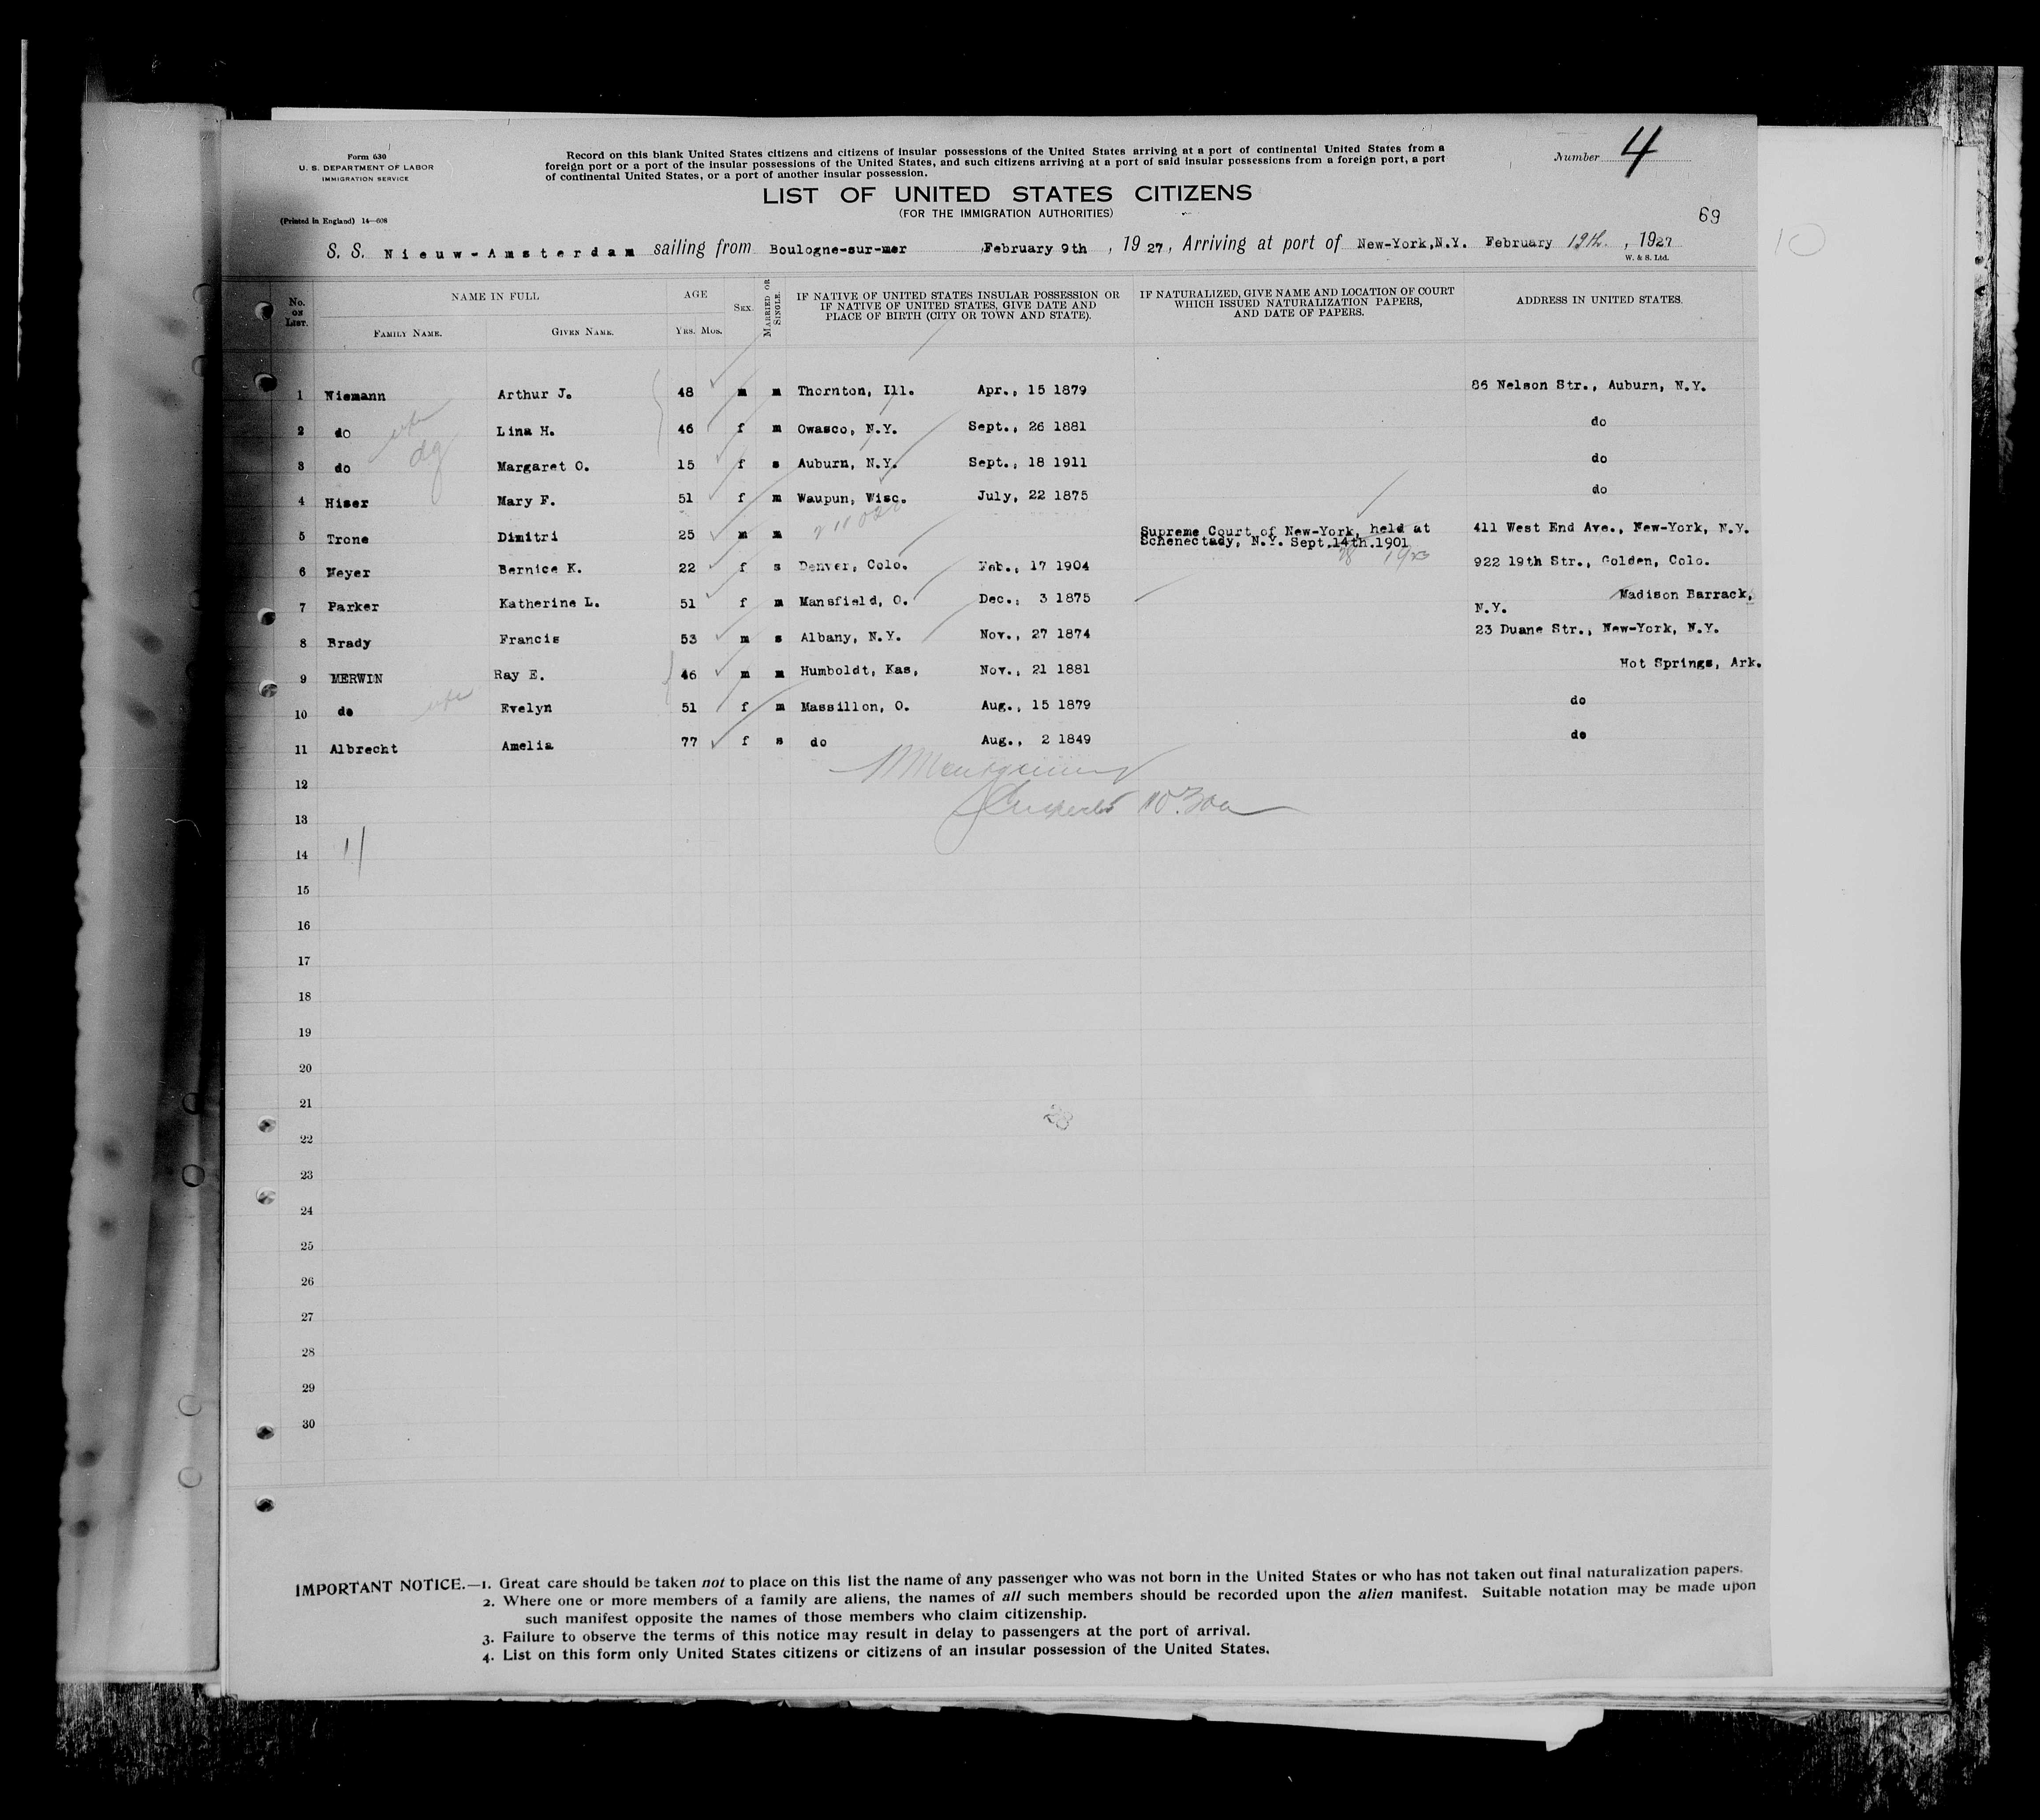 Form 630
U. S. DEPARTMENT OF LABOR
IMMIGRATION SERVICE
(Printed in England) 14—608
Record on this blank United States citizens and citizens of insular possessions of the United States arriving at a port of continental United States from a
foreign port or a port of the insular possessions of the United States, and such citizens arriving at a port of said insular possessions from a foreign port, a port
of continental United States, or a port of another insular possession.
Number 4
LIST OF UNITED STATES CITIZENS
(FOR THE IMMIGRATION AUTHORITIES)
69
10
S. S. Nieuw-Amsterdam sailing from Boulogne-sur-mer February 9th, 1927, Arriving at port of New-York, N.Y. February 19th., 1927
W. & S. Ltd.
No. on List. NAME IN FULL AGE Sex. Married or Single. IF NATIVE OF UNITED STATES INSULAR POSSESSION OR IF NATIVE OF UNITED STATES, GIVE DATE AND PLACE OF BIRTH (CITY OR TOWN AND STATE). IF NATURALIZED, GIVE NAME AND LOCATION OF COURT WHICH ISSUED NATURALIZATION PAPERS, AND DATE OF PAPERS. ADDRESS IN UNITED STATES.
Family Name. Given Name. Yrs. Mos.
1 Niemann Arthur J. 48 m m Thornton, Ill. Apr., 15 1879 86 Nelson Str., Auburn, N.Y.
2 do wife Lina H. 46 f m Owasco, N.Y. Sept., 26 1881 do
3 do dg Margaret O. 15 f s Auburn, N.Y. Sept., 18 1911 do
4 Hiser Mary F. 51 f m Waupun, Wisc. July, 22 1875 do
5 Trone Dimitri 25 m m Supreme Court of New-York, held at 411 West End Ave., New-York, N.Y.
Schenectady, N.Y. Sept.14th.1901
6 Meyer Bernice K. 22 f s Denver, Colo. Feb., 17 1904 922 19th Str., Golden, Colo.
7 Parker Katherine L. 51 f m Mansfield, O. Dec., 3 1875 Madison Barrack,
N.Y.
8 Brady Francis 53 m s Albany, N.Y. Nov., 27 1874 23 Duane Str., New-York, N.Y.
9 MERWIN Ray E. 46 m m Humboldt, Kas, Nov., 21 1881 Hot Springs, Ark.
10 do wife Evelyn 51 f m Massillon, O. Aug., 15 1879 do
11 Albrecht Amelia 77 f s do Aug., 2 1849 do
12
13
14
11
15
16
17
18
19
20
21
22
23
24
25
26
27
28
29
30
IMPORTANT NOTICE.—1. Great care should be taken not to place on this list the name of any passenger who was not born in the United States or who has not taken out final naturalization papers.
2. Where one or more members of a family are aliens, the names of all such members should be recorded upon the alien manifest. Suitable notation may be made upon
such manifest opposite the names of those members who claim citizenship.
3. Failure to observe the terms of this notice may result in delay to passengers at the port of arrival.
4. List on this form only United States citizens or citizens of an insular possession of the United States.